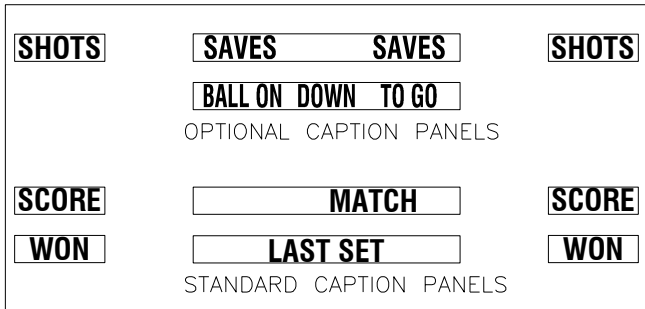 SHOTS SAVES SAVES SHOTS
BALL ON DOWN TO GO
OPTIONAL CAPTION PANELS
SCORE MATCH SCORE
WON LAST SET WON
STANDARD CAPTION PANELS